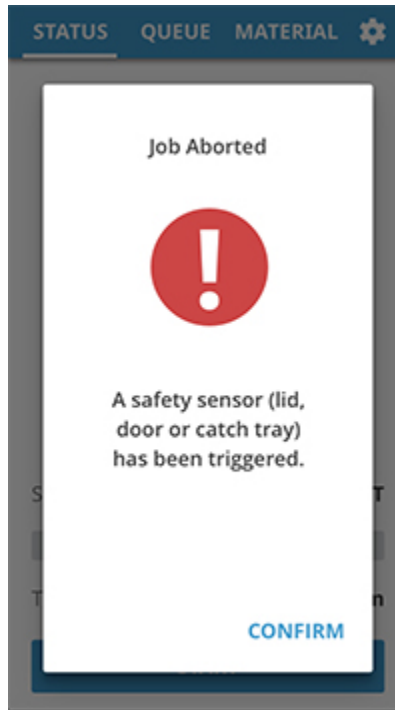 STATUS QUEUE MATERIAL
Job Aborted
A safety sensor (lid,
door or catch tray)
has been triggered.
S T
T n
CONFIRM